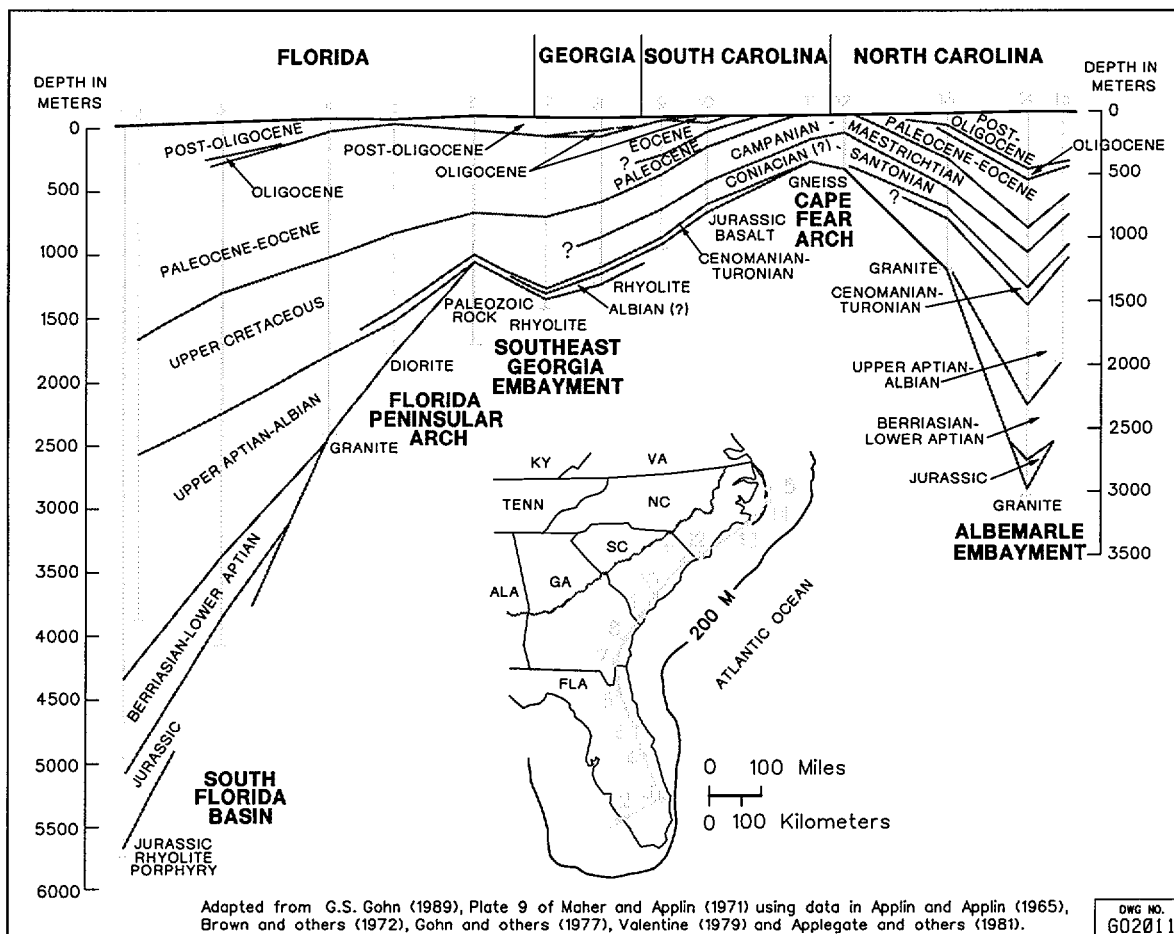 FLORIDA
GEORGIA
SOUTH CAROLINA
NORTH CAROLINA
DEPTH IN
METERS
0
500
1000
1500
2000
2500
3000
3500
4000
4500
5000
5500
6000
DEPTH IN
METERS
0
500
1000
1500
2000
2500
3000
3500
POST-OLIGOCENE
OLIGOCENE
PALEOCENE-EOCENE
UPPER CRETACEOUS
UPPER APTIAN-ALBIAN
BERRIASIAN-LOWER APTIAN
JURASSIC
JURASSIC
RHYOLITE
PORPHYRY
SOUTH
FLORIDA
BASIN
GRANITE
DIORITE
FLORIDA
PENINSULAR
ARCH
PALEOZOIC
ROCK
POST-OLIGOCENE
OLIGOCENE
RHYOLITE
SOUTHEAST
GEORGIA
EMBAYMENT
?
EOCENE
?
PALEOCENE
?
CAMPANIAN
CONIACIAN (?)
JURASSIC
BASALT
CENOMANIAN-
TURONIAN
RHYOLITE
ALBIAN (?)
GNEISS
CAPE
FEAR
ARCH
MAESTRICHTIAN
SANTONIAN
?
PALEOCENE-EOCENE
POST-
OLIGOCENE
OLIGOCENE
GRANITE
CENOMANIAN-
TURONIAN
UPPER APTIAN-
ALBIAN
BERRIASIAN-
LOWER APTIAN
JURASSIC
GRANITE
ALBEMARLE
EMBAYMENT
KY
VA
TENN
NC
SC
ALA
GA
FLA
200 M
ATLANTIC OCEAN
0 100 Miles
0 100 Kilometers
Adapted from G.S. Gohn (1989), Plate 9 of Maher and Applin (1971) using data in Applin and Applin (1965),
Brown and others (1972), Gohn and others (1977), Valentine (1979) and Applegate and others (1981).
DWG NO.
G02011